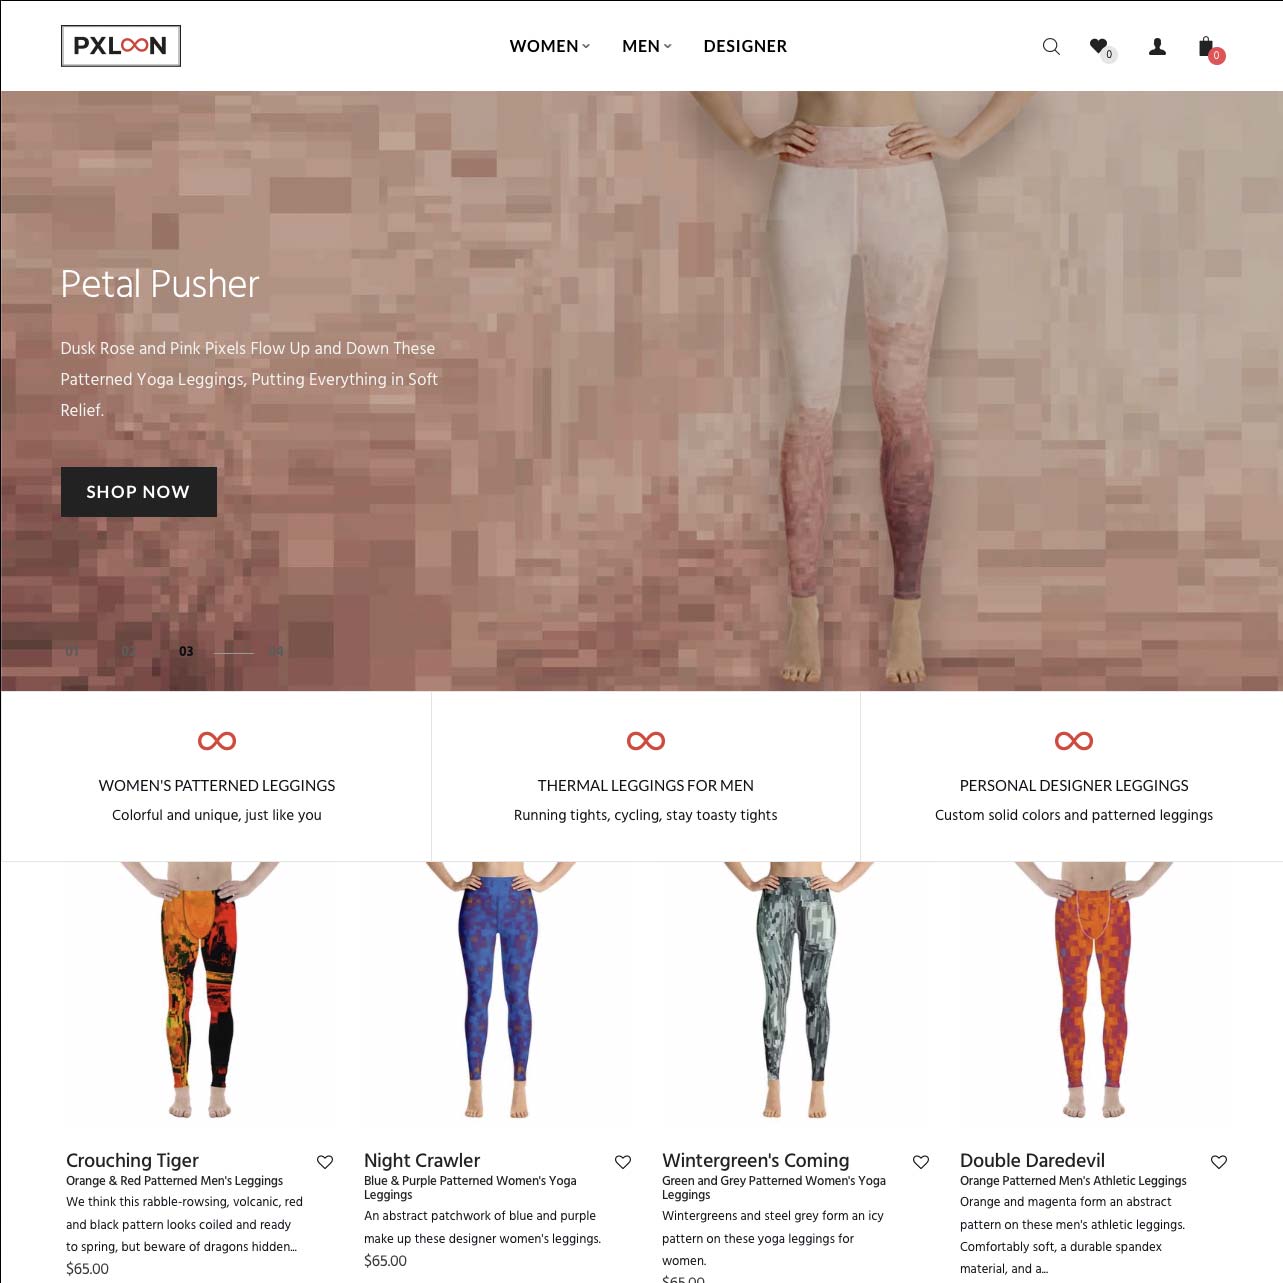 PXLOON
WOMEN
MEN
DESIGNER
0
0
Petal Pusher
Dusk Rose and Pink Pixels Flow Up and Down These
Patterned Yoga Leggings, Putting Everything in Soft
Relief.
SHOP NOW
01 02 03 04
WOMEN'S PATTERNED LEGGINGS
Colorful and unique, just like you
THERMAL LEGGINGS FOR MEN
Running tights, cycling, stay toasty tights
PERSONAL DESIGNER LEGGINGS
Custom solid colors and patterned leggings
Crouching Tiger
Orange & Red Patterned Men's Leggings
We think this rabble-rowsing, volcanic, red
and black pattern looks coiled and ready
to spring, but beware of dragons hidden...
$65.00
Night Crawler
Blue & Purple Patterned Women's Yoga
Leggings
An abstract patchwork of blue and purple
make up these designer women's leggings.
$65.00
Wintergreen's Coming
Green and Grey Patterned Women's Yoga
Leggings
Wintergreens and steel grey form an icy
pattern on these yoga leggings for
women.
$65.00
Double Daredevil
Orange Patterned Men's Athletic Leggings
Orange and magenta form an abstract
pattern on these men's athletic leggings.
Comfortably soft, a durable spandex
material, and a...